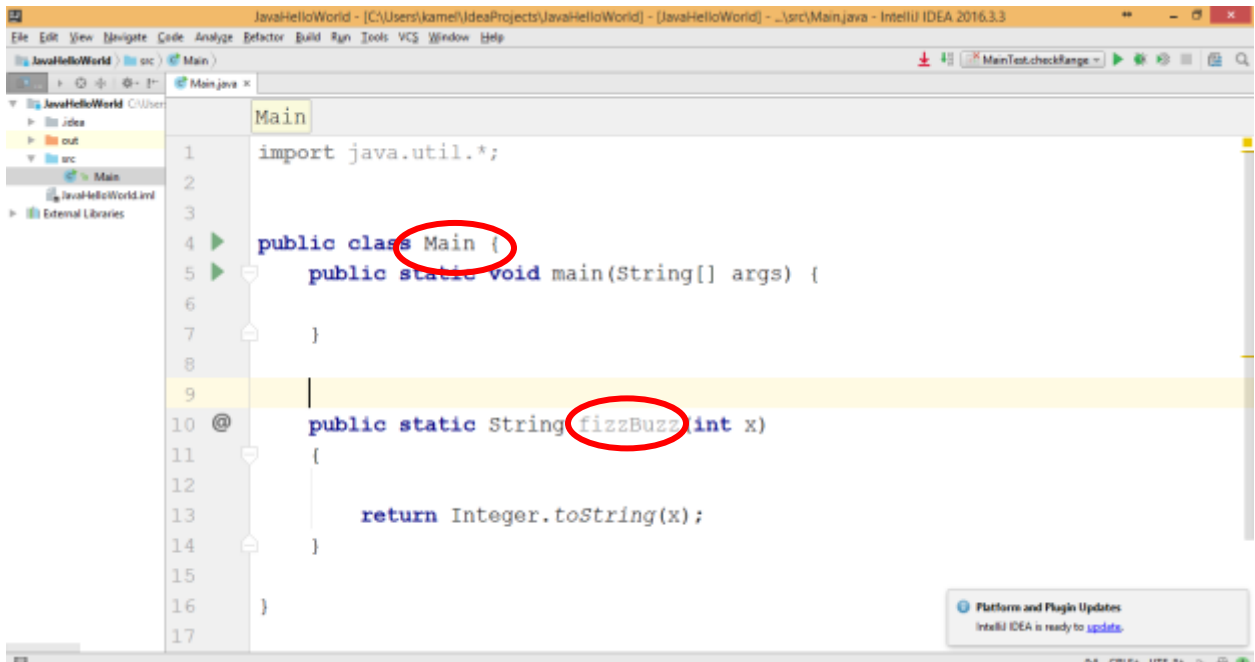 JavaHelloWorld - [C:\Users\kamel\IdeaProjects\JavaHelloWorld] - [JavaHelloWorld] - ...\src\Main.java - IntelliJ IDEA 2016.3.3
File Edit View Navigate Code Analyze Refactor Build Run Tools VCS Window Help
JavaHelloWorld src Main
MainTest.checkRange
Main.java
JavaHelloWorld C:\User
.idea
out
src
Main
JavaHelloWorld.iml
External Libraries
Main
1 import java.util.*;
2
3
4 public class Main {
5 public static void main(String[] args) {
6
7 }
8
9
10 @ public static String fizzBuzz(int x)
11 {
12
13 return Integer.toString(x);
14 }
15
16 }
17
Platform and Plugin Updates
IntelliJ IDEA is ready to update.